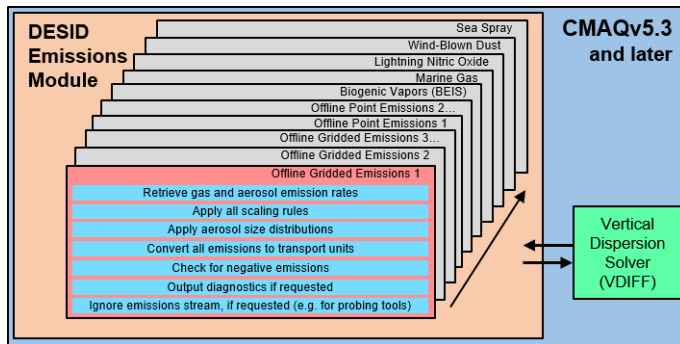 DESID
Emissions
Module
CMAQv5.3
and later
Sea Spray
Wind-Blown Dust
Lightning Nitric Oxide
Marine Gas
Biogenic Vapors (BEIS)
Offline Point Emissions 2...
Offline Point Emissions 1
Offline Gridded Emissions 3...
Offline Gridded Emissions 2
Offline Gridded Emissions 1
Retrieve gas and aerosol emission rates
Apply all scaling rules
Apply aerosol size distributions
Convert all emissions to transport units
Check for negative emissions
Output diagnostics if requested
Ignore emissions stream, if requested (e.g. for probing tools)
Vertical
Dispersion
Solver
(VDIFF)